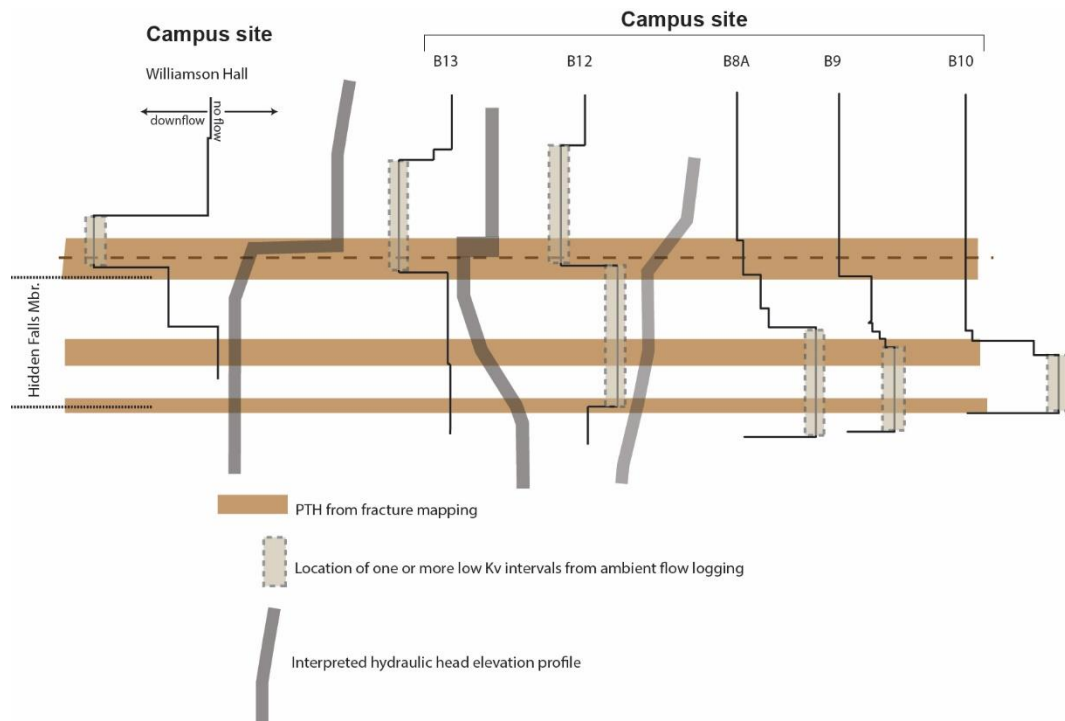 Campus site
Campus site
Williamson Hall
B13
B12
B8A
B9
B10
downflow
no flow
Hidden Falls Mbr.
PTH from fracture mapping
Location of one or more low Kv intervals from ambient flow logging
Interpreted hydraulic head elevation profile